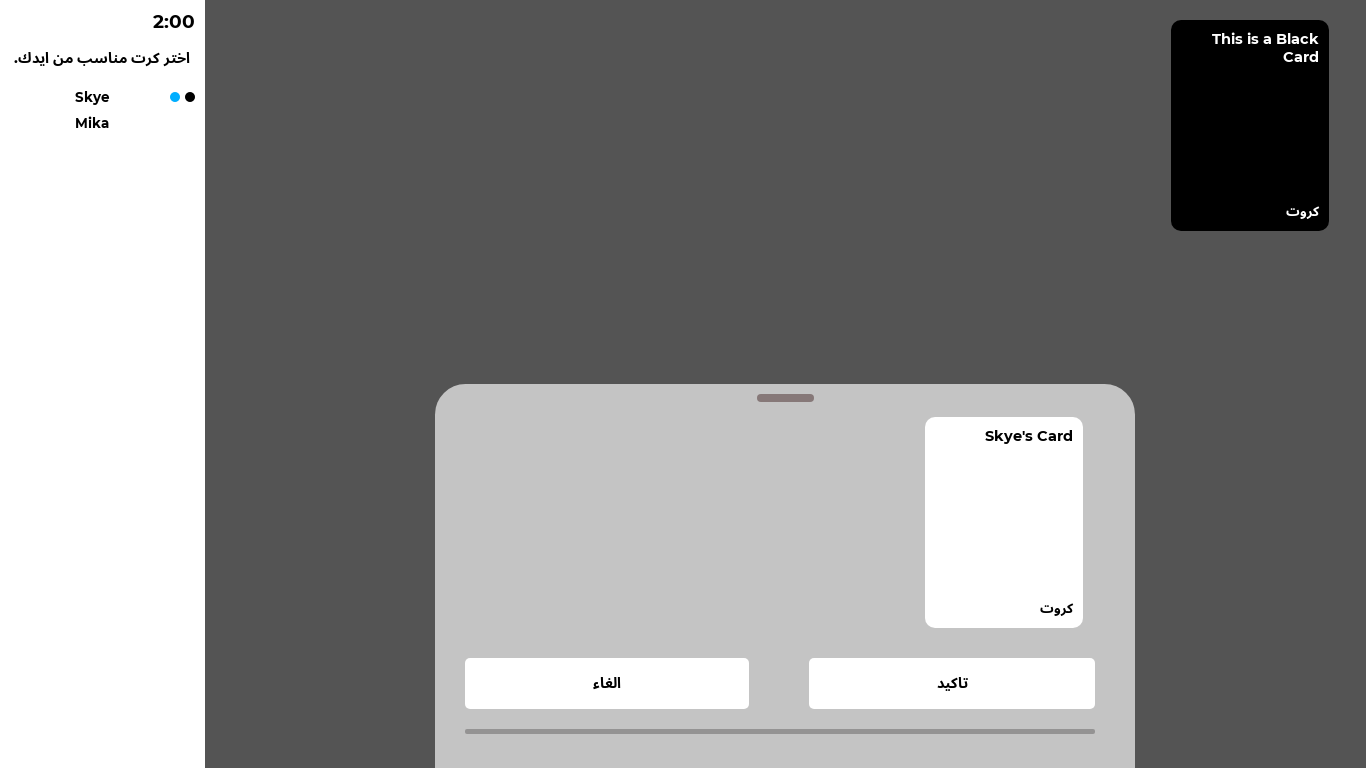 2:00
اختر كرت مناسب من ايدك.
Skye
Mika
This is a Black
Card
كروت
Skye's Card
كروت
تاكيد
الغاء